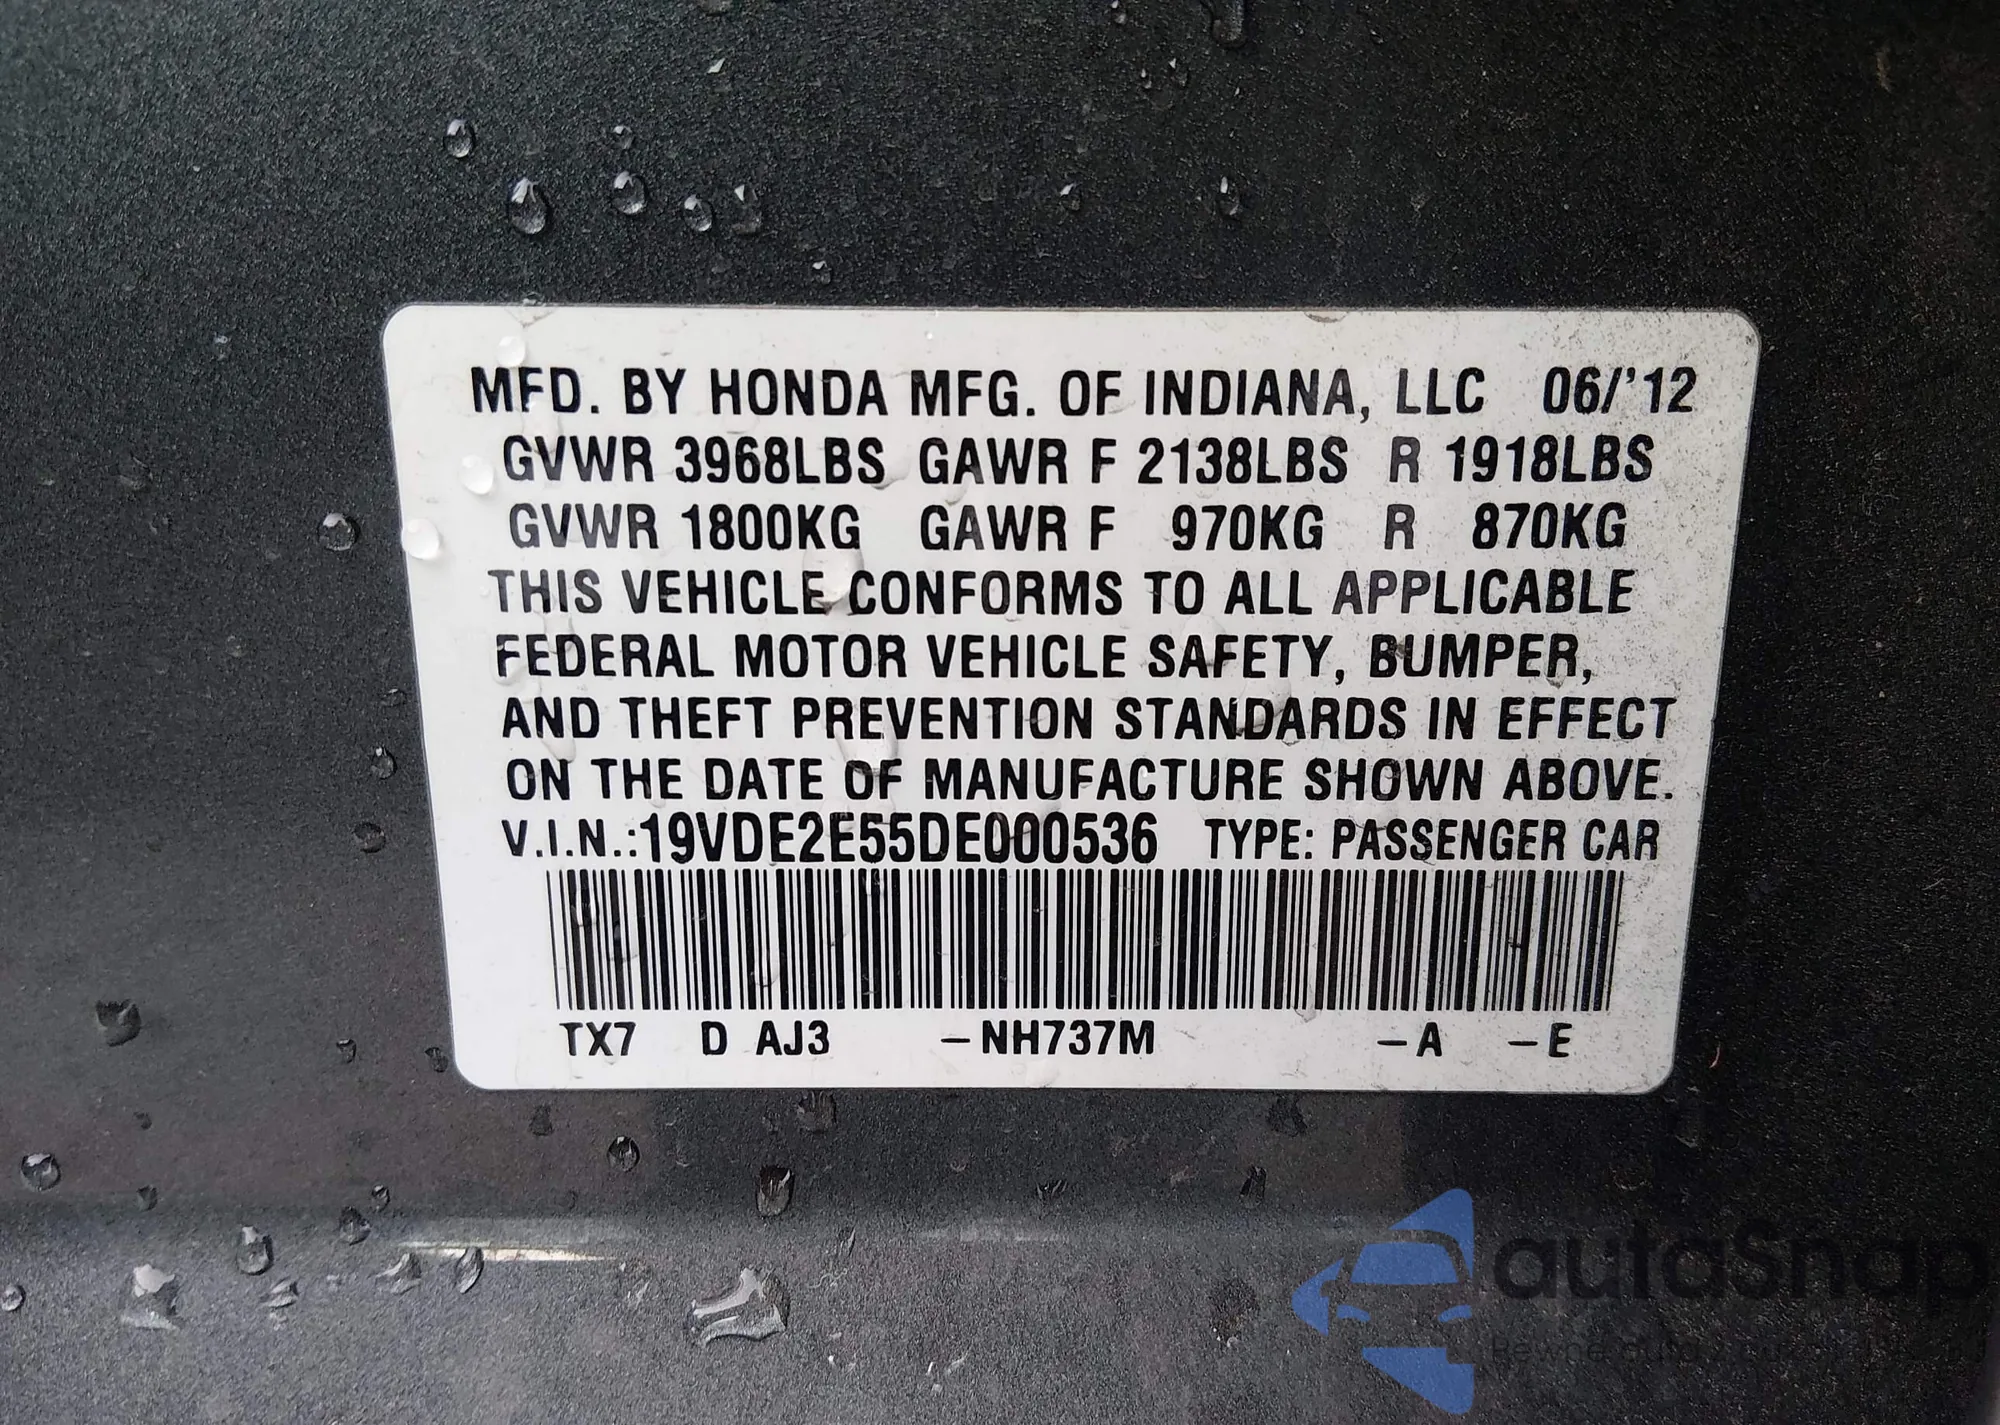 MFD. BY HONDA MFG. OF INDIANA, LLC 06/'12
GVWR 3968LBS GAWR F 2138LBS R 1918LBS
GVWR 1800KG GAWR F 970KG R 870KG
THIS VEHICLE CONFORMS TO ALL APPLICABLE
FEDERAL MOTOR VEHICLE SAFETY, BUMPER,
AND THEFT PREVENTION STANDARDS IN EFFECT
ON THE DATE OF MANUFACTURE SHOWN ABOVE.
V.I.N.:19VDE2E55DE000536 TYPE: PASSENGER CAR
TX7 D AJ3 –NH737M –A –E
autaSnap